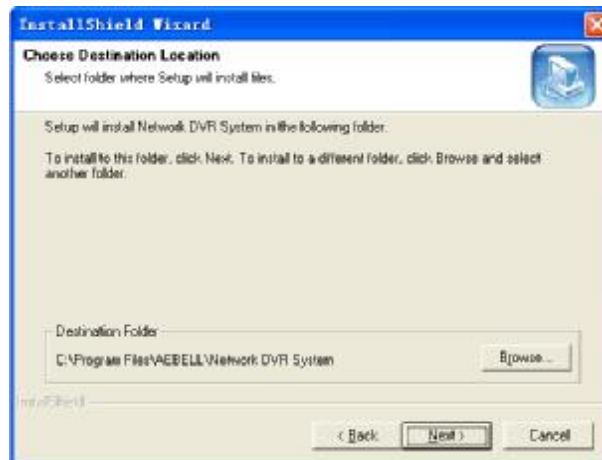 InstallShield Wizard
Choose Destination Location
Select folder where Setup will install files.
Setup will install Network DVR System in the following folder.
To install to this folder, click Next. To install to a different folder, click Browse and select
another folder.
Destination Folder
C:\Program Files\AEBELL\Network DVR System
Browse...
InstallShield
< Back
Next >
Cancel